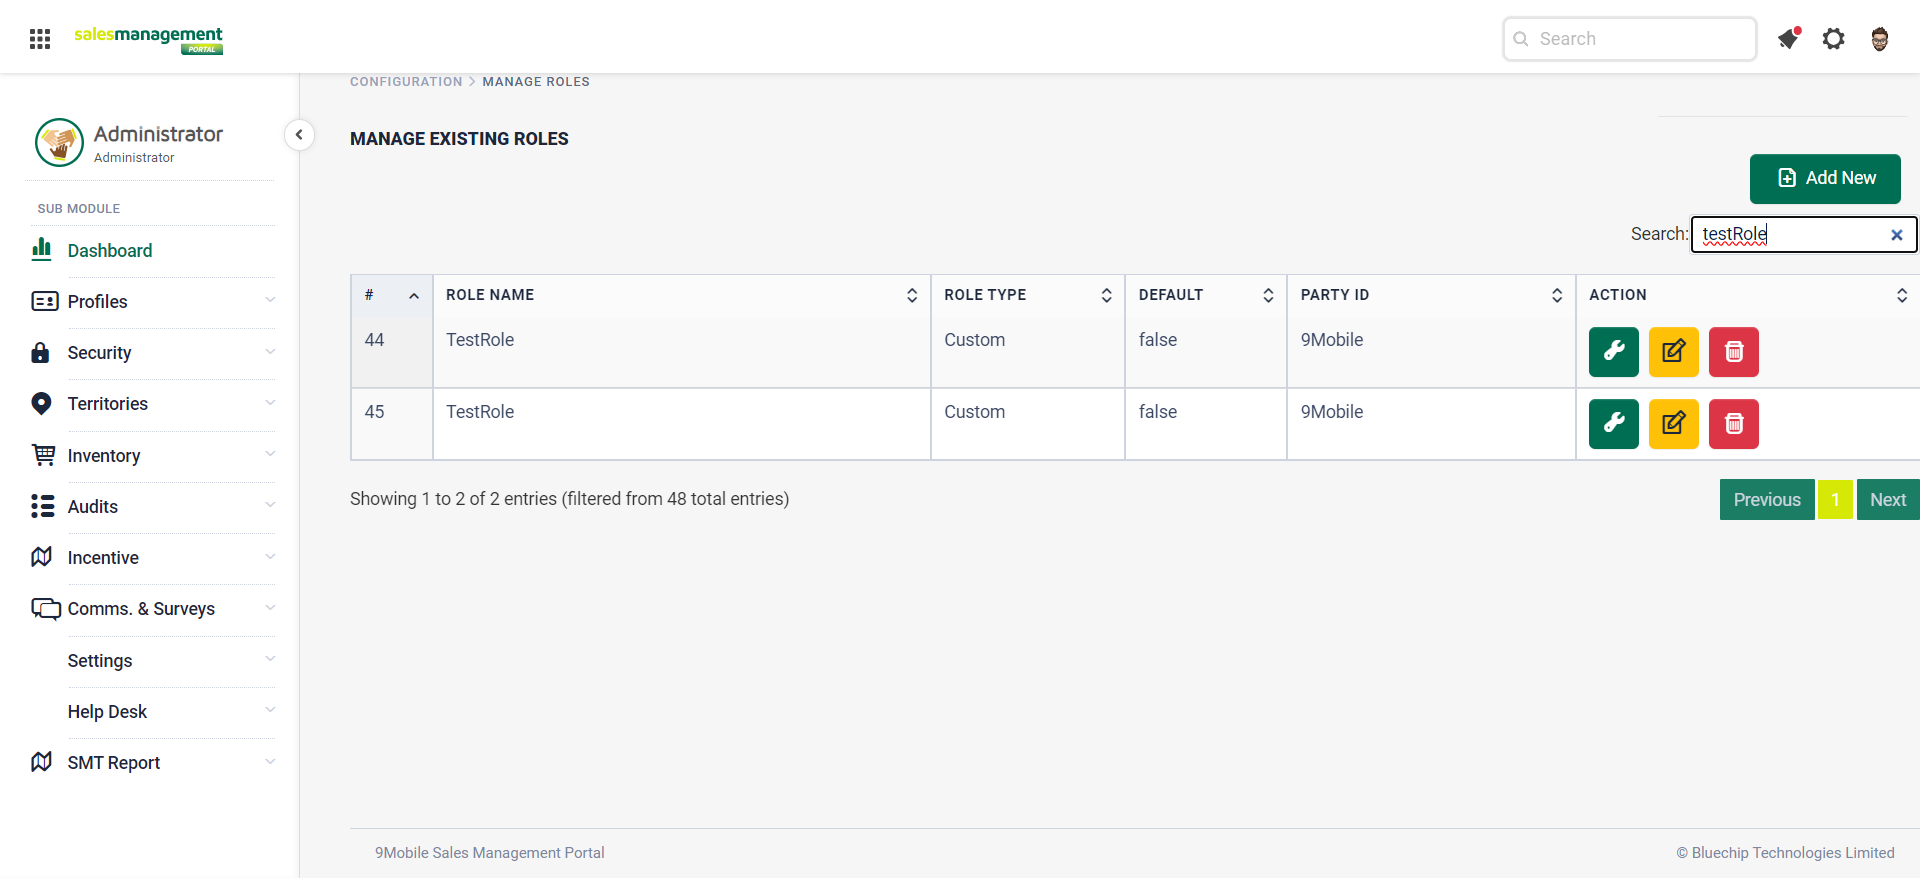 salesmanagement
PORTAL
Search
CONFIGURATION > MANAGE ROLES
Administrator
Administrator
MANAGE EXISTING ROLES
Add New
SUB MODULE
Search: testRole
Dashboard
Profiles
Security
Territories
Inventory
Audits
Incentive
Comms. & Surveys
Settings
Help Desk
SMT Report
# ROLE NAME ROLE TYPE DEFAULT PARTY ID ACTION
44 TestRole Custom false 9Mobile
45 TestRole Custom false 9Mobile
Showing 1 to 2 of 2 entries (filtered from 48 total entries)
Previous 1 Next
9Mobile Sales Management Portal
© Bluechip Technologies Limited